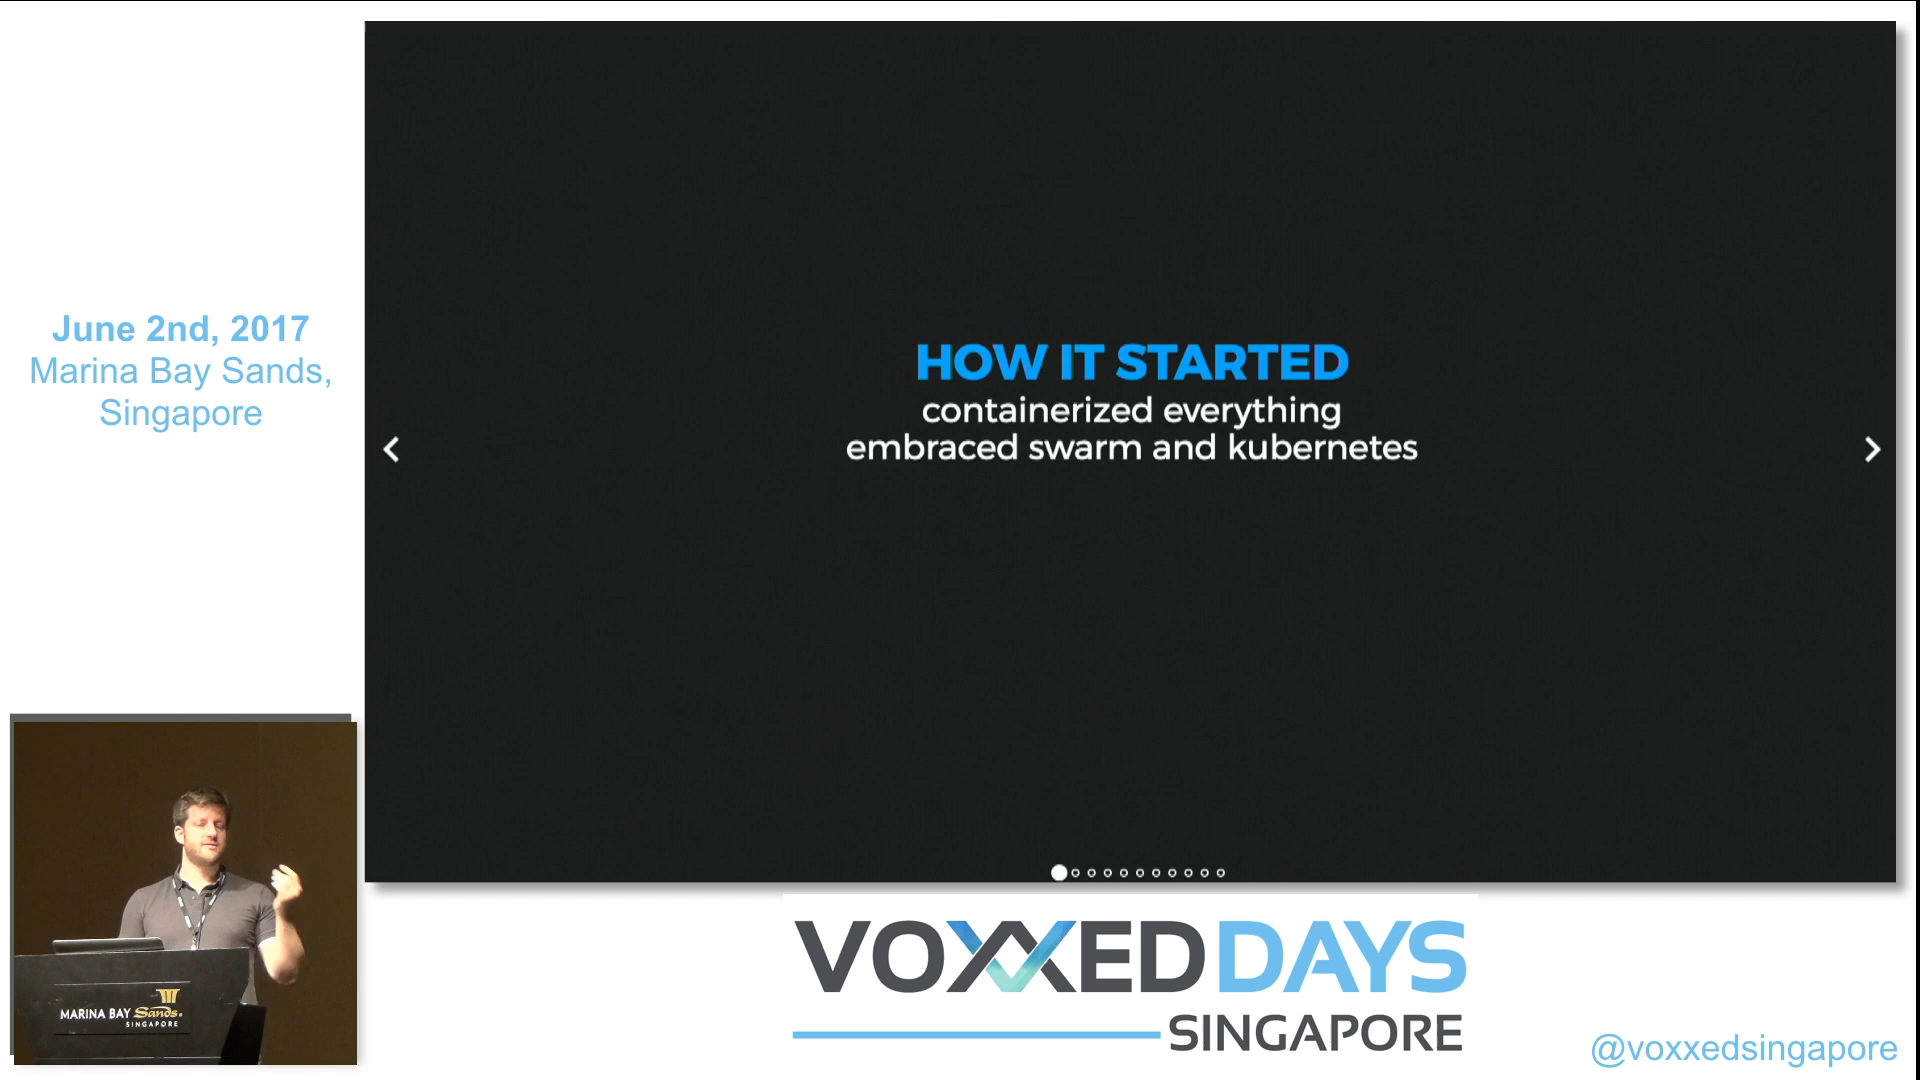 June 2nd, 2017
Marina Bay Sands,
Singapore
HOW IT STARTED
containerized everything
embraced swarm and kubernetes
MARINA BAY Sands.
SINGAPORE
VOXXED DAYS
SINGAPORE
@voxxedsingapore